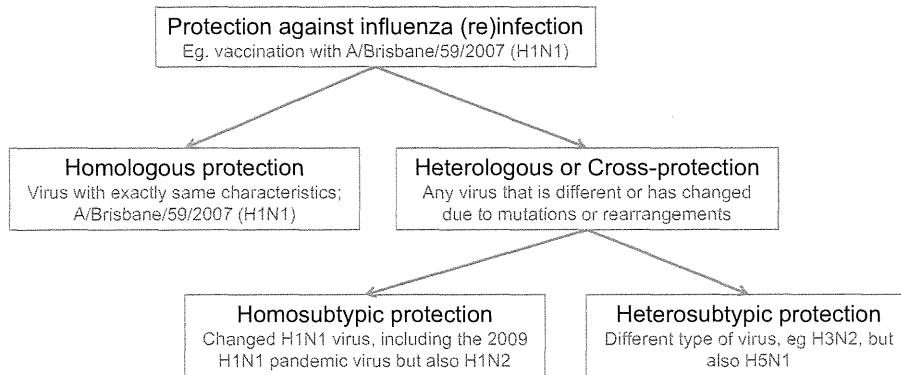 Protection against influenza (re)infection
Eg. vaccination with A/Brisbane/59/2007 (H1N1)
Homologous protection
Virus with exactly same characteristics;
A/Brisbane/59/2007 (H1N1)
Heterologous or Cross-protection
Any virus that is different or has changed
due to mutations or rearrangements
Homosubtypic protection
Changed H1N1 virus, including the 2009
H1N1 pandemic virus but also H1N2
Heterosubtypic protection
Different type of virus, eg H3N2, but
also H5N1